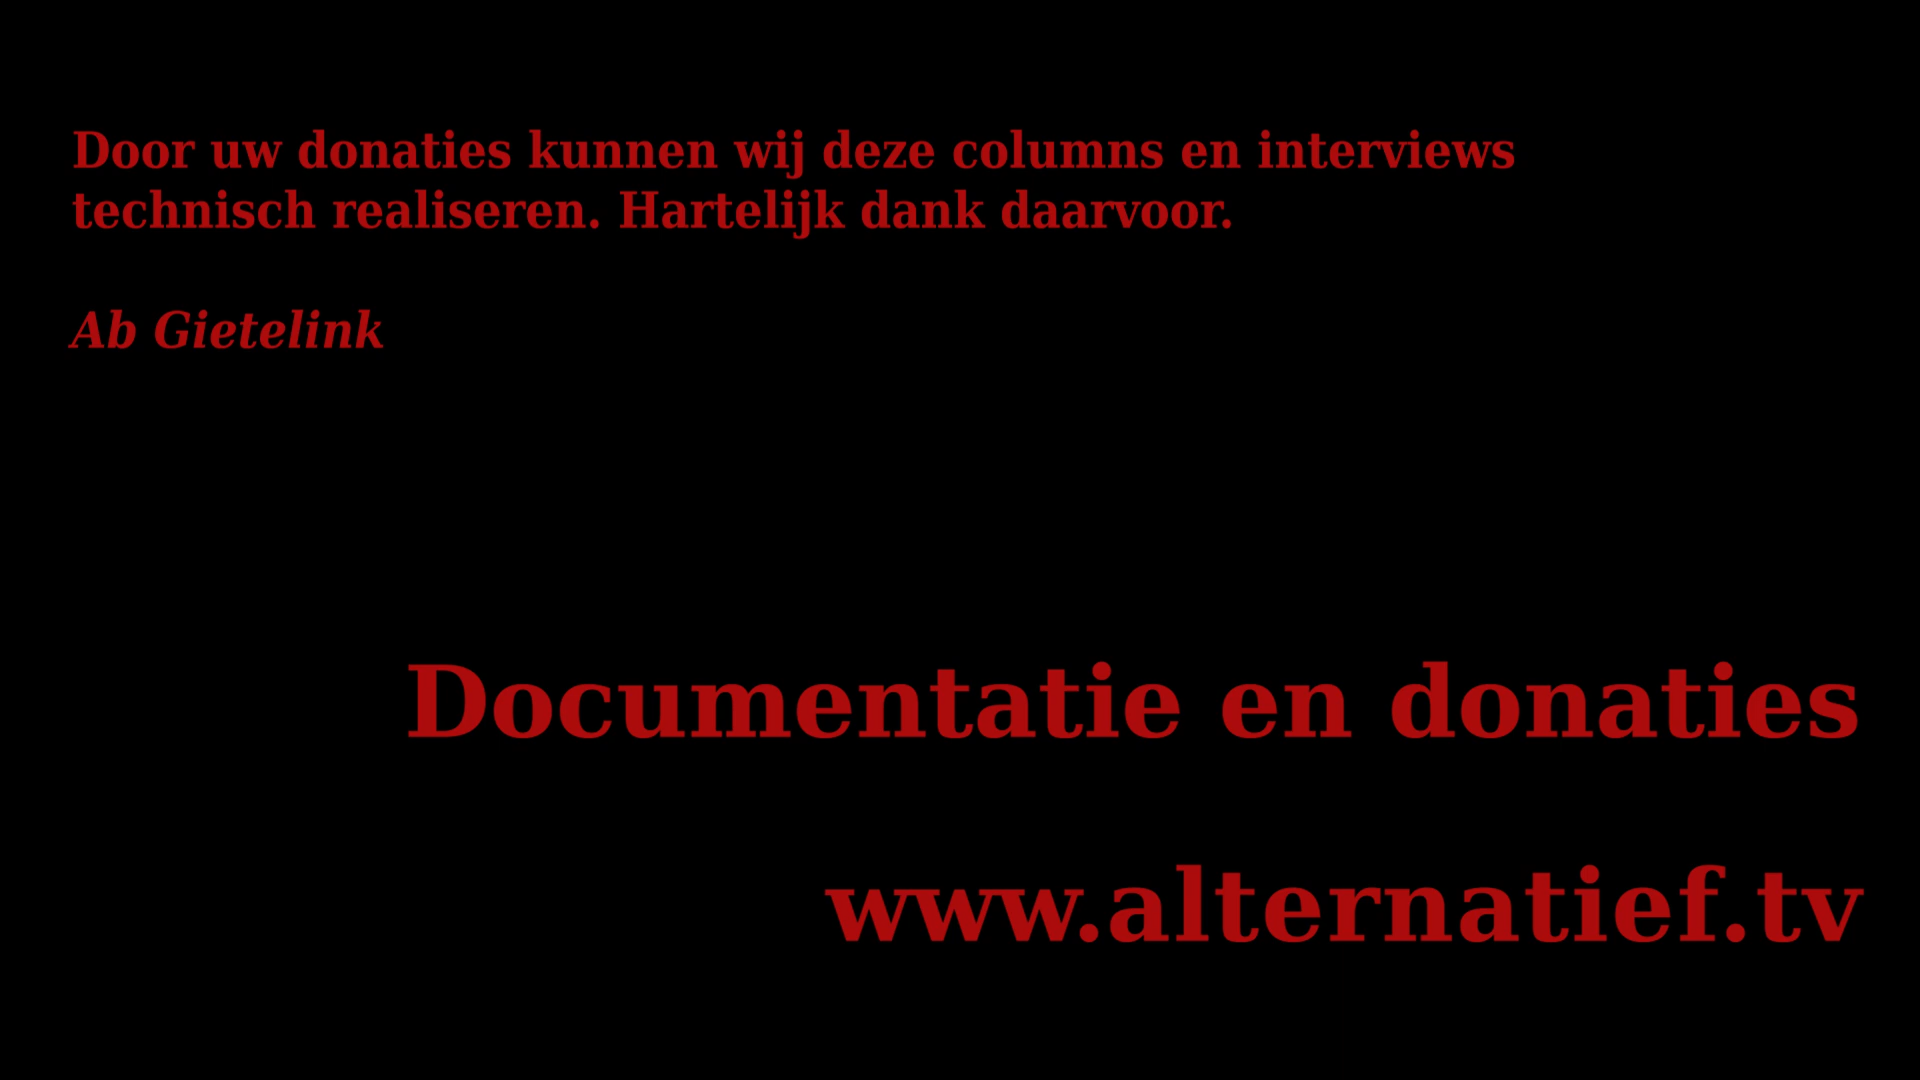 Door uw donaties kunnen wij deze columns en interviews
technisch realiseren. Hartelijk dank daarvoor.
Ab Gietelink
Documentatie en donaties
www.alternatief.tv